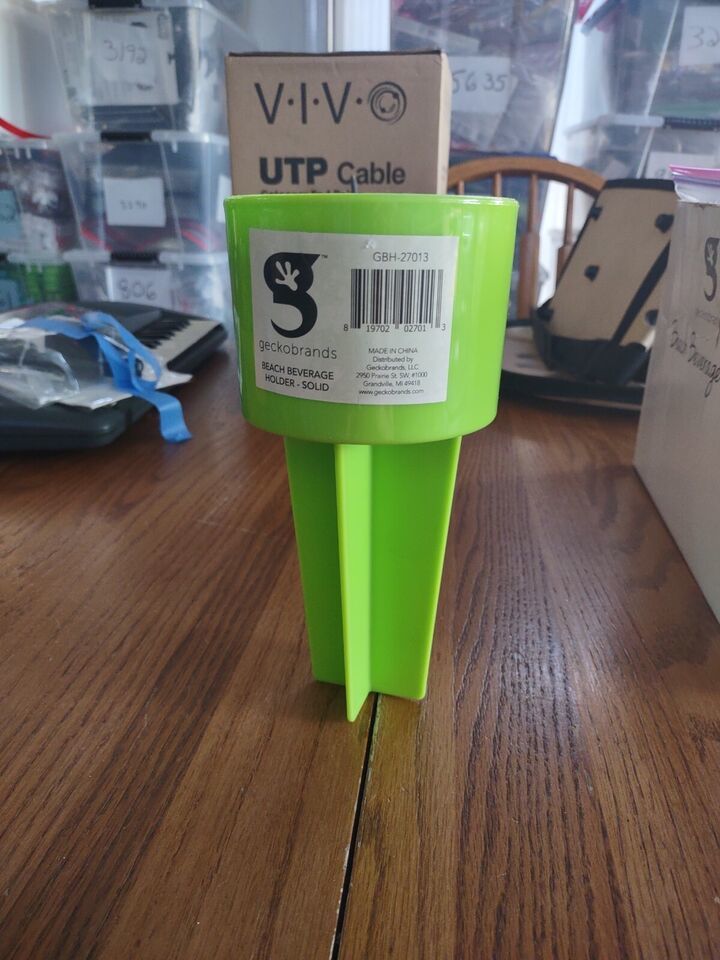 3192
5635
V·I·V·O
UTP Cable
GBH-27013
™
geckobrands
BEACH BEVERAGE
HOLDER - SOLID
8 19702 02701 3
MADE IN CHINA
Distributed by
Geckobrands, LLC
2950 Prairie St. SW, #1000
Grandville, MI 49418
www.geckobrands.com
806